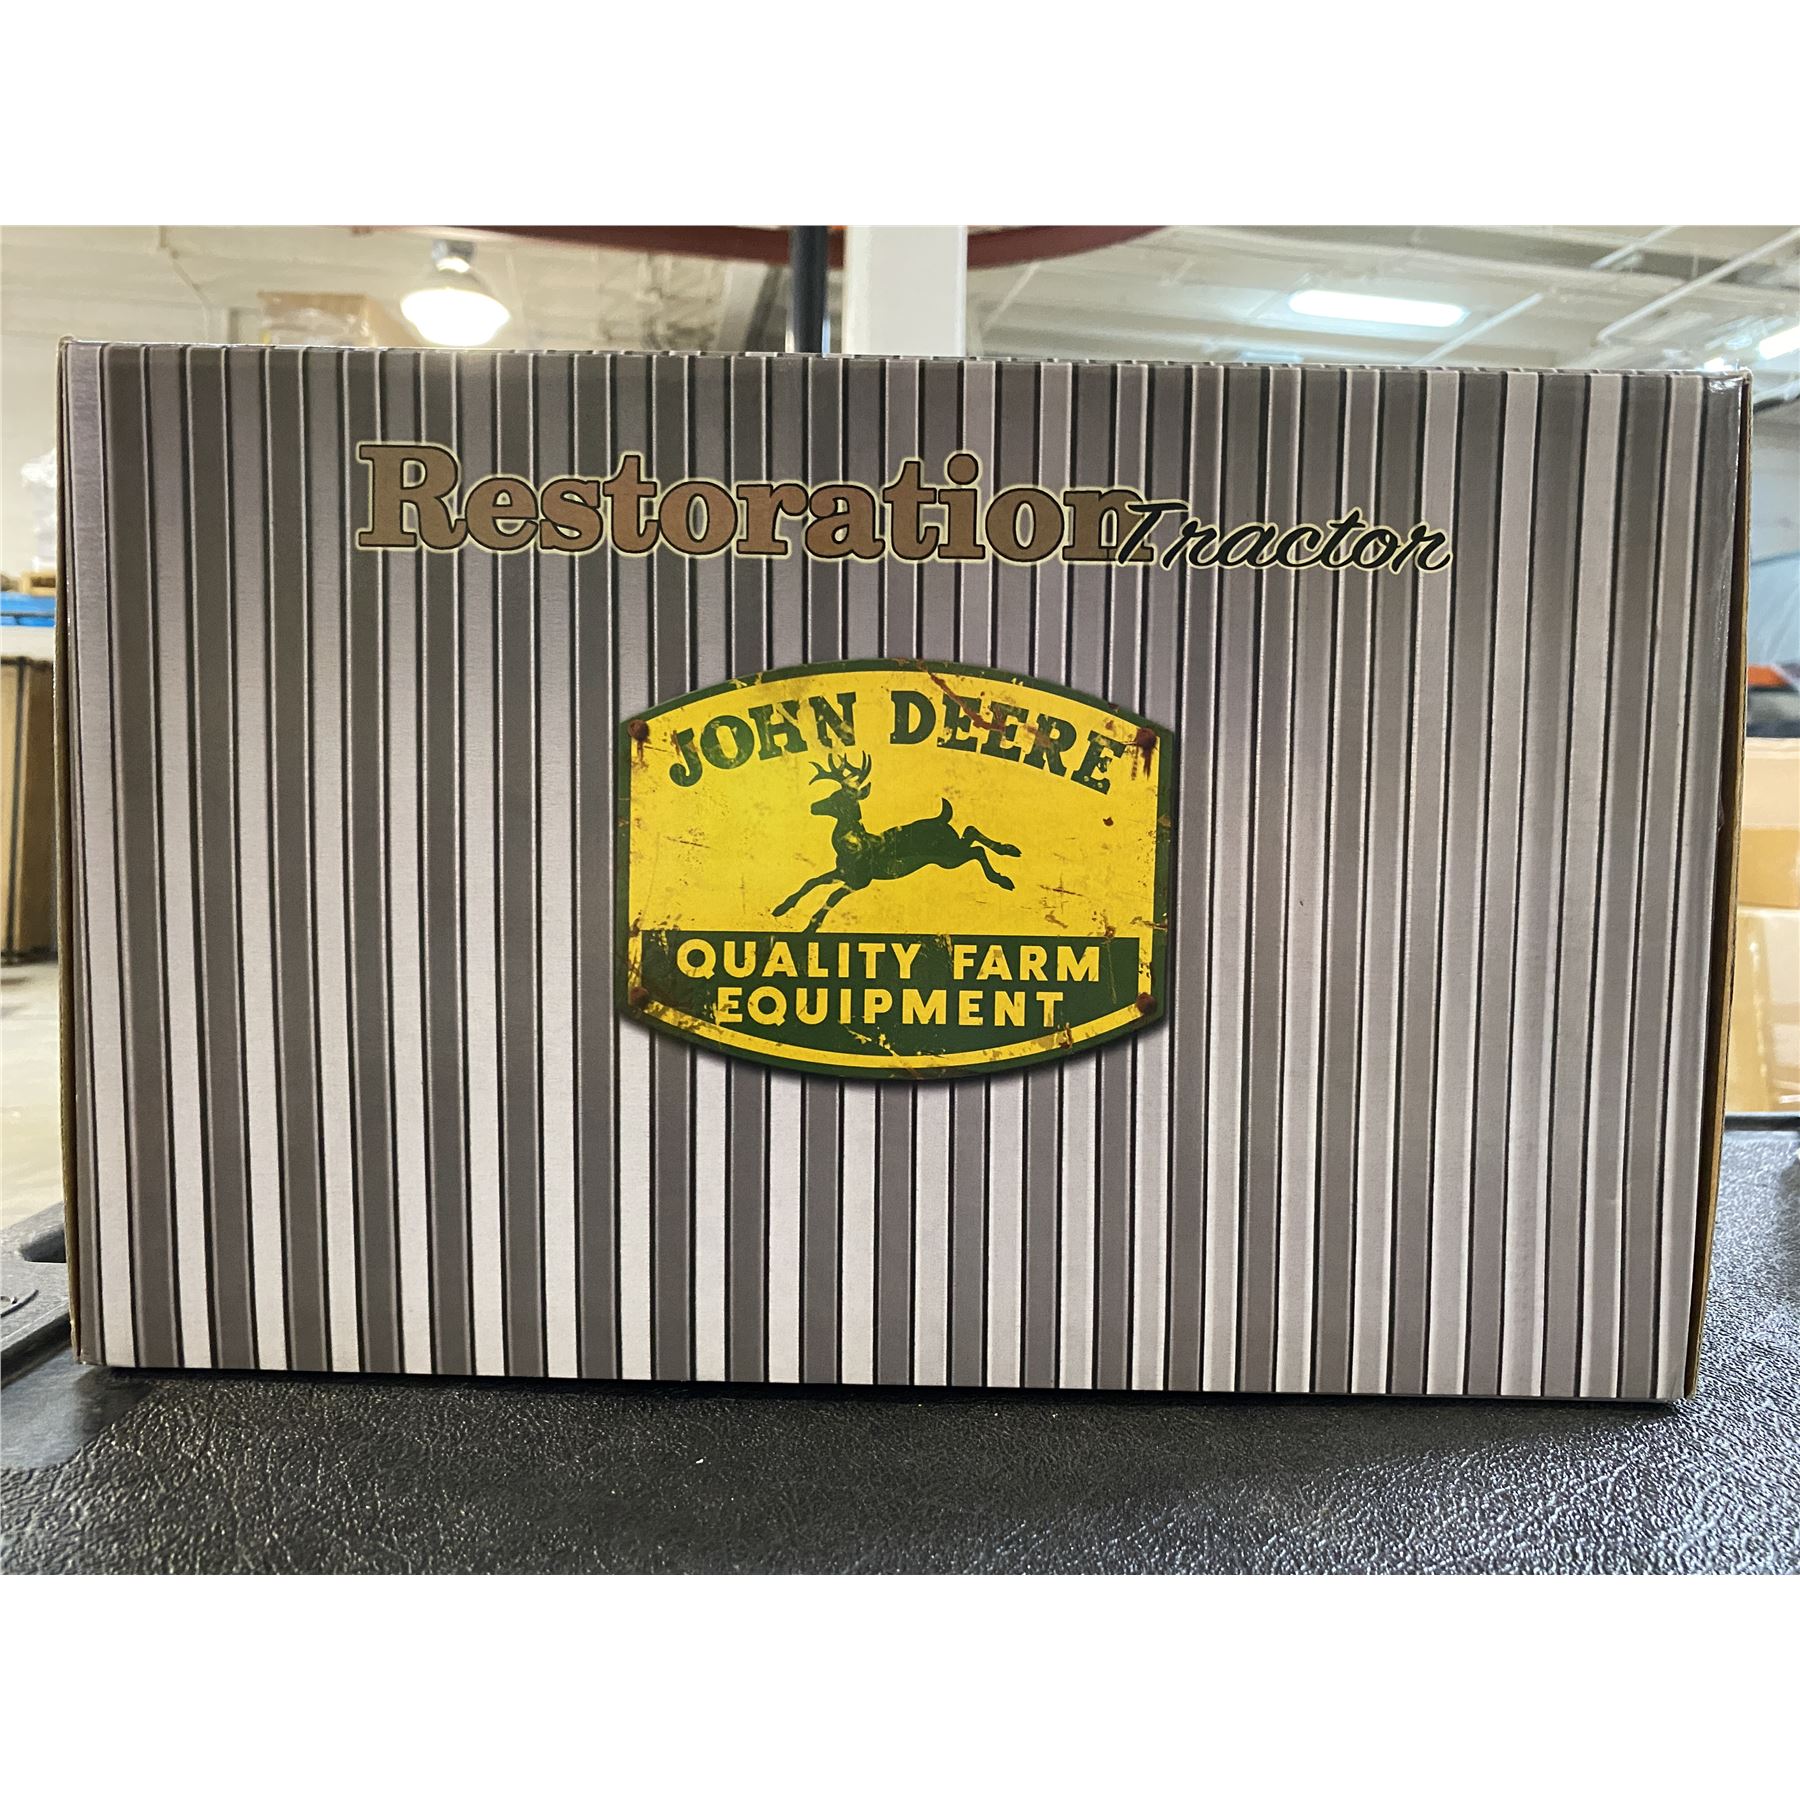 Restoration Tractor
JOHN DEERE
QUALITY FARM
EQUIPMENT